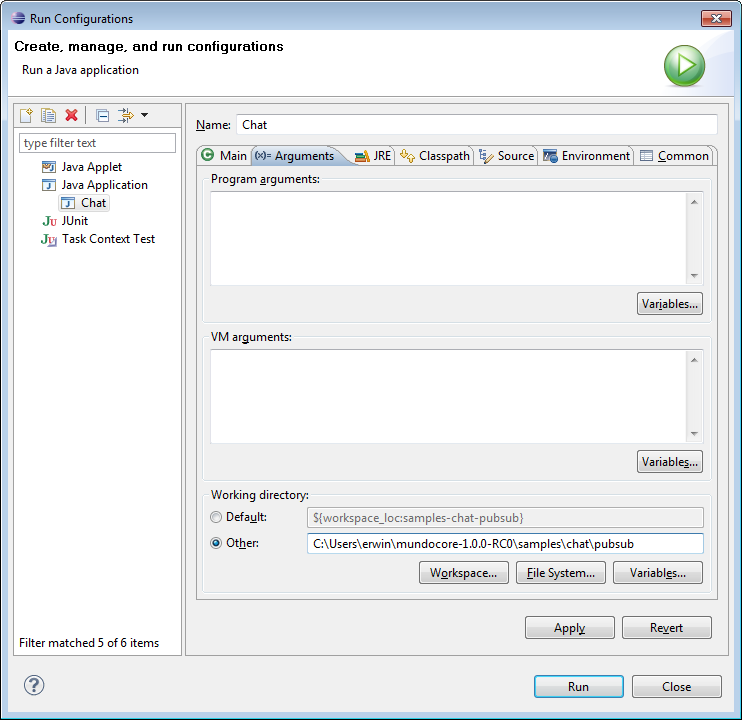 Run Configurations
Create, manage, and run configurations
Run a Java application
type filter text
Java Applet
Java Application
Chat
JUnit
Task Context Test
Filter matched 5 of 6 items
Name: Chat
Main (x)= Arguments JRE Classpath Source Environment Common
Program arguments:
Variables...
VM arguments:
Variables...
Working directory:
Default: ${workspace_loc:samples-chat-pubsub}
Other: C:\Users\erwin\mundocore-1.0.0-RC0\samples\chat\pubsub
Workspace... File System... Variables...
Apply Revert
Run Close